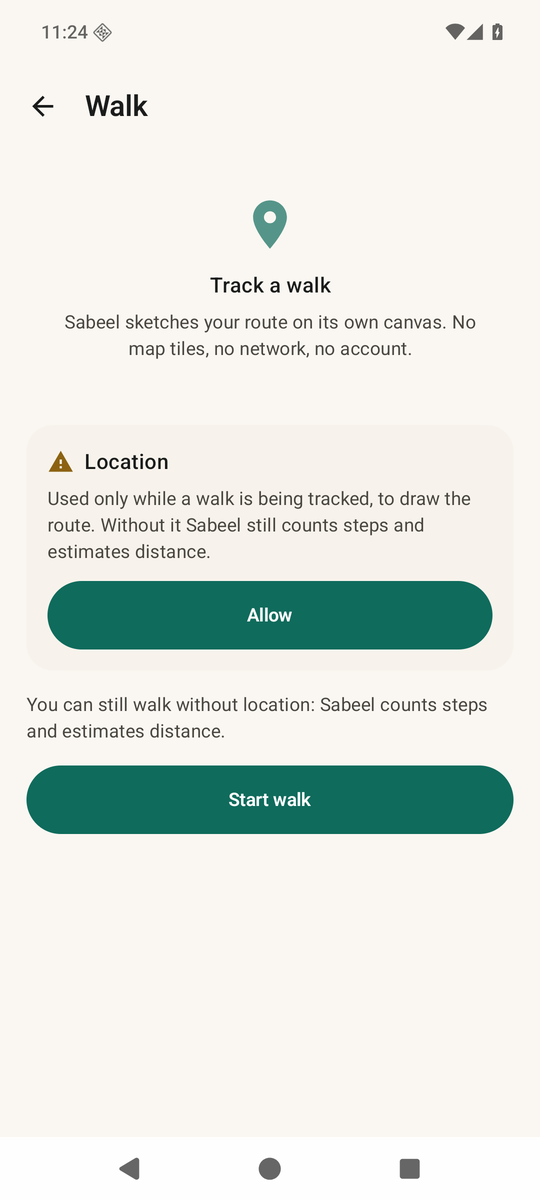 11:24
Walk
Track a walk
Sabeel sketches your route on its own canvas. No
map tiles, no network, no account.
Location
Used only while a walk is being tracked, to draw the
route. Without it Sabeel still counts steps and
estimates distance.
Allow
You can still walk without location: Sabeel counts steps
and estimates distance.
Start walk